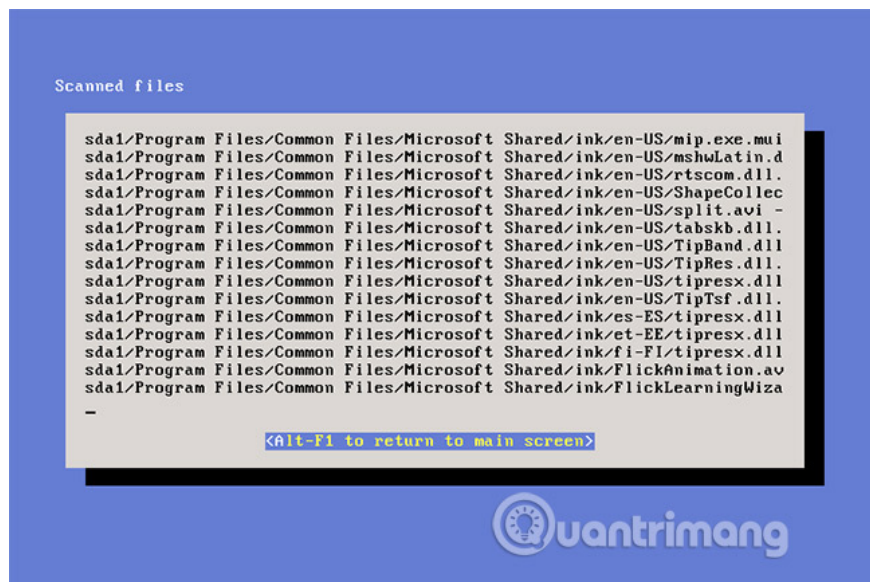 Scanned files
sda1/Program Files/Common Files/Microsoft Shared/ink/en-US/mip.exe.mui
sda1/Program Files/Common Files/Microsoft Shared/ink/en-US/mshwLatin.d
sda1/Program Files/Common Files/Microsoft Shared/ink/en-US/rtscom.dll.
sda1/Program Files/Common Files/Microsoft Shared/ink/en-US/ShapeCollec
sda1/Program Files/Common Files/Microsoft Shared/ink/en-US/split.avi -
sda1/Program Files/Common Files/Microsoft Shared/ink/en-US/tabskb.dll.
sda1/Program Files/Common Files/Microsoft Shared/ink/en-US/TipBand.dll
sda1/Program Files/Common Files/Microsoft Shared/ink/en-US/TipRes.dll.
sda1/Program Files/Common Files/Microsoft Shared/ink/en-US/tipresx.dll
sda1/Program Files/Common Files/Microsoft Shared/ink/en-US/TipTsf.dll.
sda1/Program Files/Common Files/Microsoft Shared/ink/es-ES/tipresx.dll
sda1/Program Files/Common Files/Microsoft Shared/ink/et-EE/tipresx.dll
sda1/Program Files/Common Files/Microsoft Shared/ink/fi-FI/tipresx.dll
sda1/Program Files/Common Files/Microsoft Shared/ink/FlickAnimation.av
sda1/Program Files/Common Files/Microsoft Shared/ink/FlickLearningWiza
_
<Alt-F1 to return to main screen>
Quantrimang